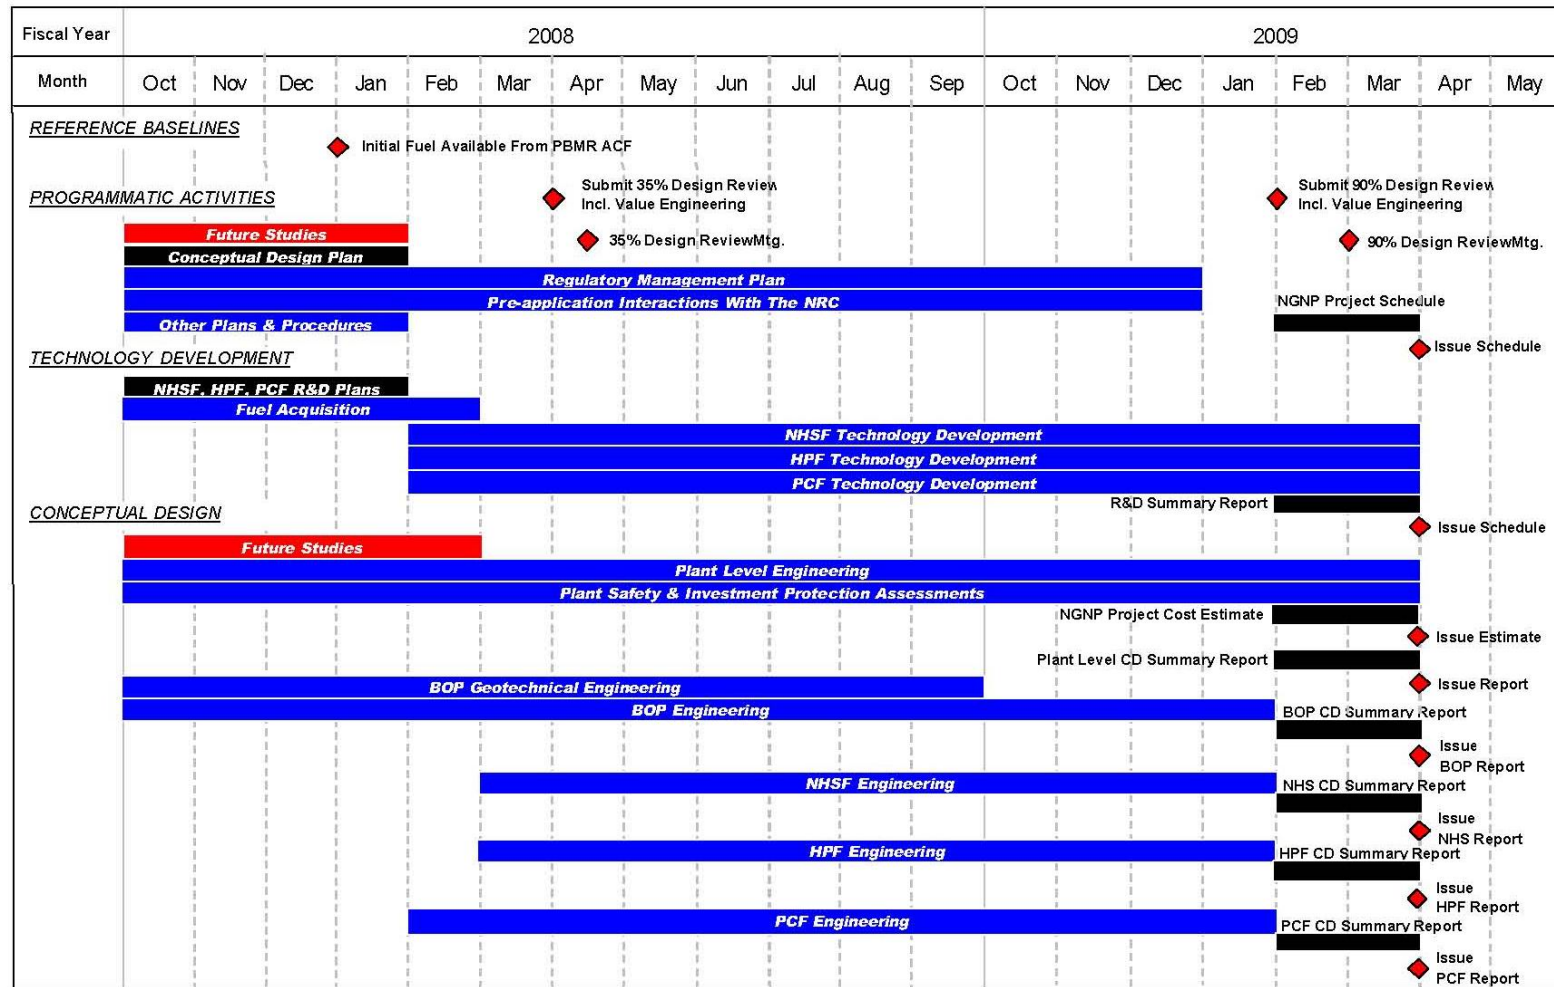 Fiscal Year 2008 2009
Month Oct Nov Dec Jan Feb Mar Apr May Jun Jul Aug Sep Oct Nov Dec Jan Feb Mar Apr May
REFERENCE BASELINES
Initial Fuel Available From PBMR ACF
PROGRAMMATIC ACTIVITIES
Submit 35% Design Review
Incl. Value Engineering
Submit 90% Design Review
Incl. Value Engineering
Future Studies
35% Design ReviewMtg.
90% Design ReviewMtg.
Conceptual Design Plan
Regulatory Management Plan
Pre-application Interactions With The NRC
NGNP Project Schedule
Other Plans & Procedures
Issue Schedule
TECHNOLOGY DEVELOPMENT
NHSF, HPF, PCF R&D Plans
Fuel Acquisition
NHSF Technology Development
HPF Technology Development
PCF Technology Development
R&D Summary Report
Issue Schedule
CONCEPTUAL DESIGN
Future Studies
Plant Level Engineering
Plant Safety & Investment Protection Assessments
NGNP Project Cost Estimate
Issue Estimate
Plant Level CD Summary Report
Issue Report
BOP Geotechnical Engineering
BOP Engineering
BOP CD Summary Report
Issue
BOP Report
NHSF Engineering
NHS CD Summary Report
Issue
NHS Report
HPF Engineering
HPF CD Summary Report
Issue
HPF Report
PCF Engineering
PCF CD Summary Report
Issue
PCF Report